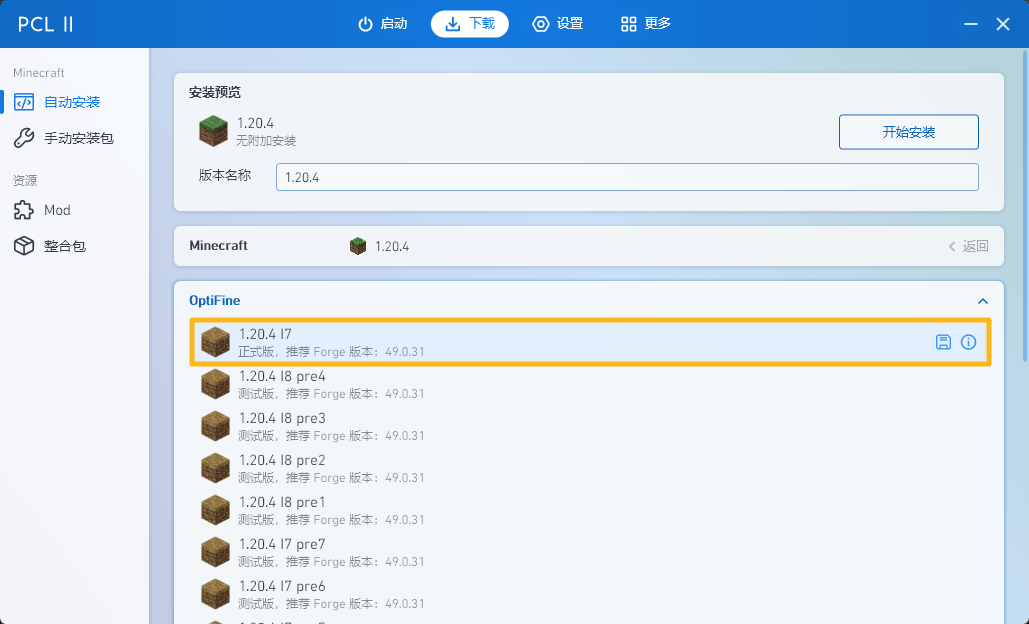 PCL II
启动
下载
设置
更多
Minecraft
自动安装
手动安装包
资源
Mod
整合包
安装预览
1.20.4
无附加安装
开始安装
版本名称
1.20.4
Minecraft
1.20.4
返回
OptiFine
1.20.4 I7
正式版，推荐 Forge 版本：49.0.31
1.20.4 I8 pre4
测试版，推荐 Forge 版本：49.0.31
1.20.4 I8 pre3
测试版，推荐 Forge 版本：49.0.31
1.20.4 I8 pre2
测试版，推荐 Forge 版本：49.0.31
1.20.4 I8 pre1
测试版，推荐 Forge 版本：49.0.31
1.20.4 I7 pre7
测试版，推荐 Forge 版本：49.0.31
1.20.4 I7 pre6
测试版，推荐 Forge 版本：49.0.31